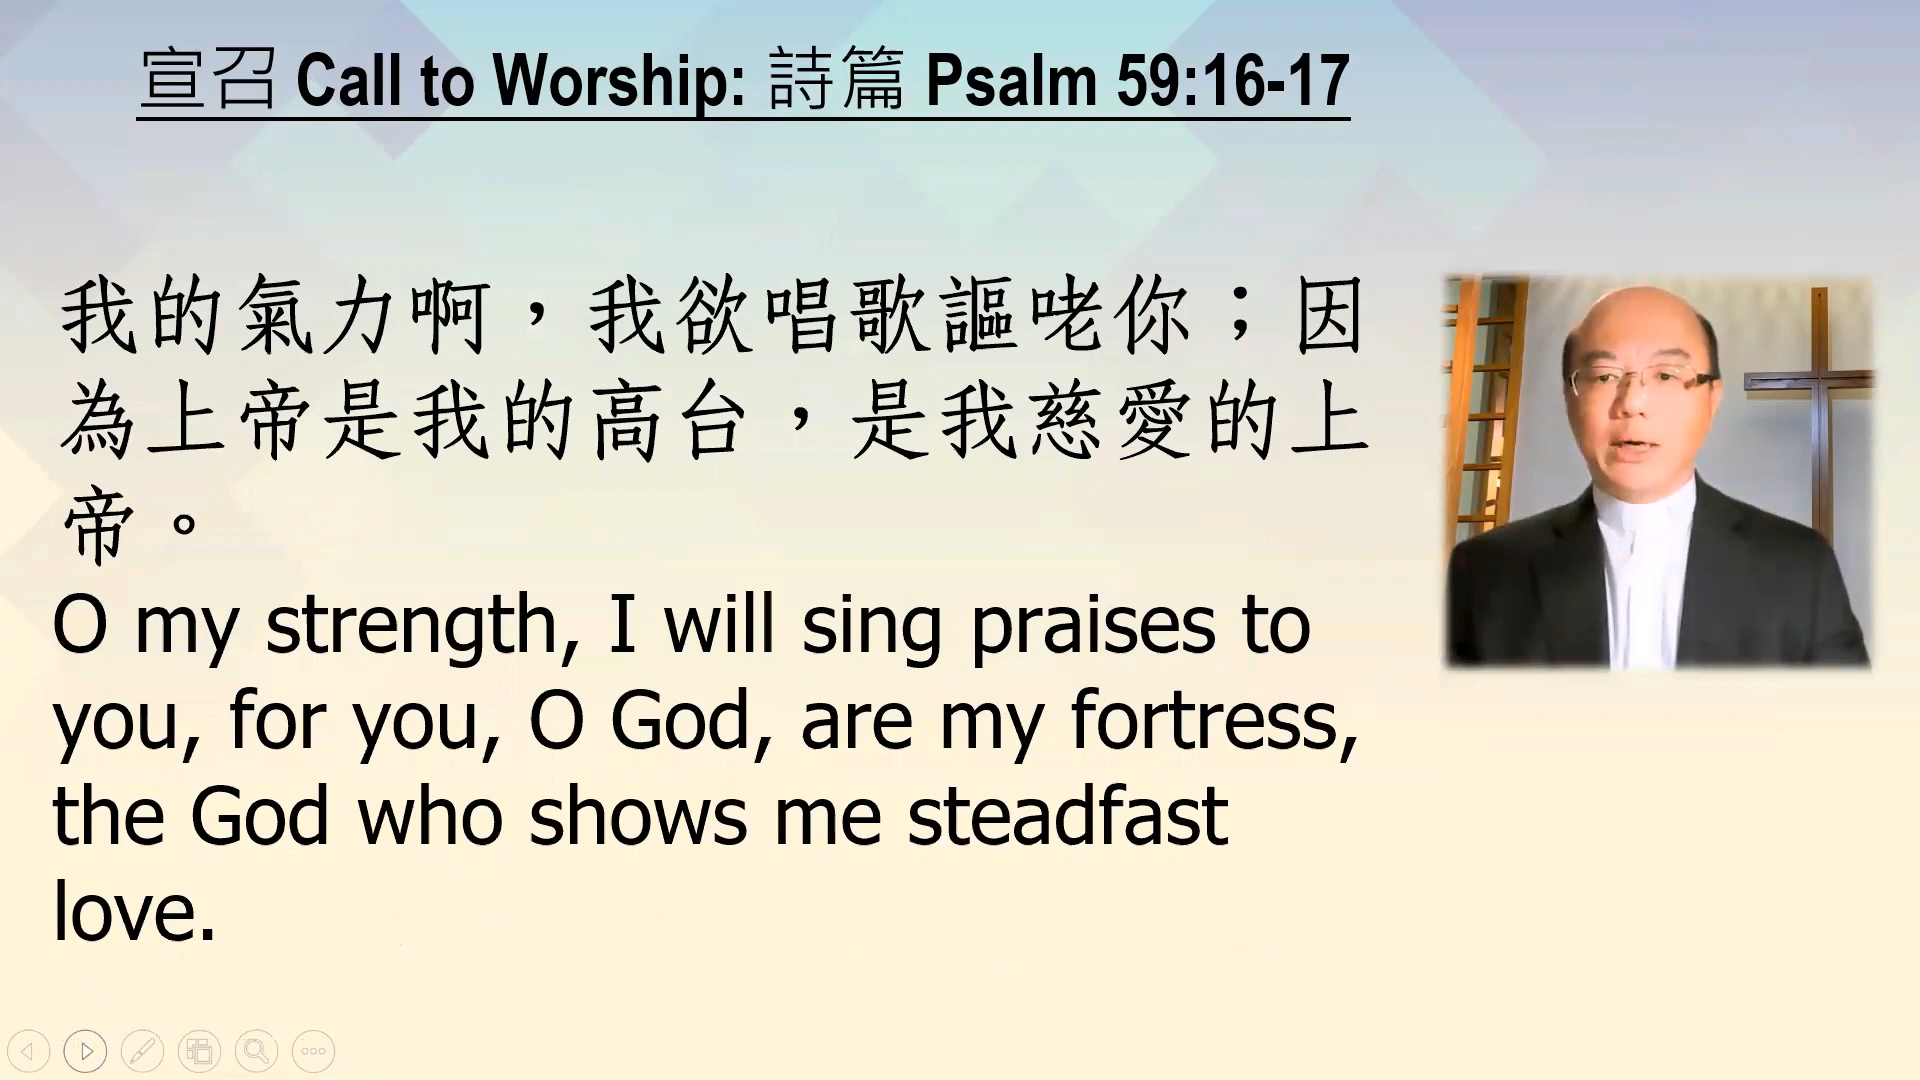 宣召 Call to Worship: 詩篇 Psalm 59:16-17
我的氣力啊，我欲唱歌謳咾你；因
為上帝是我的高台，是我慈愛的上
帝。
O my strength, I will sing praises to
you, for you, O God, are my fortress,
the God who shows me steadfast
love.